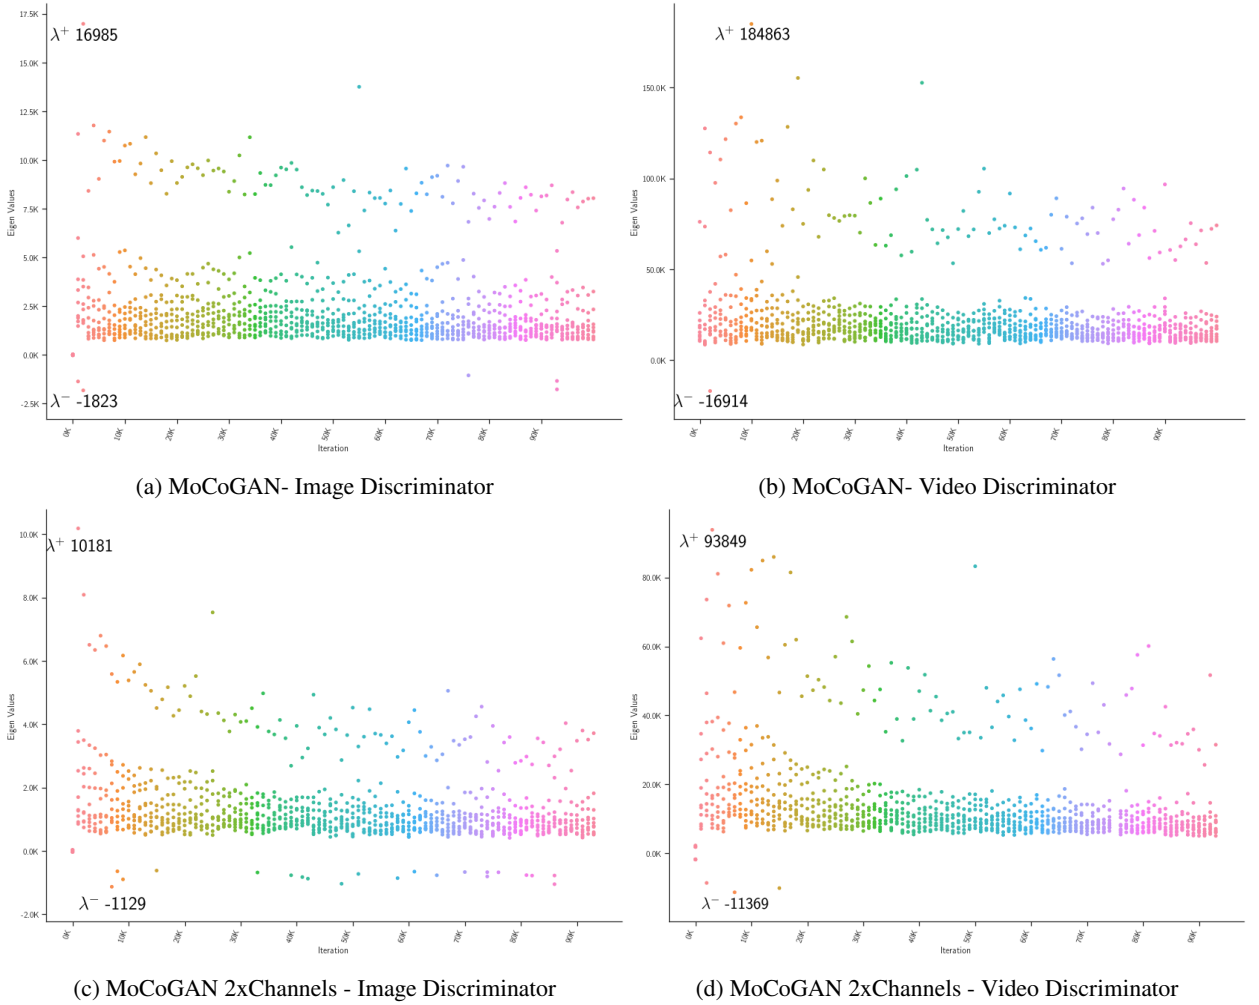 17.5K
λ+ 16985
15.0K
12.5K
10.0K
7.5K
5.0K
2.5K
0.0K
-2.5K
Eigen Values
λ− -1823
0K 10K 20K 30K 40K 50K 60K 70K 80K 90K
Iteration
(a) MoCoGAN- Image Discriminator
λ+ 184863
150.0K
100.0K
50.0K
0.0K
Eigen Values
λ− -16914
0K 10K 20K 30K 40K 50K 60K 70K 80K 90K
Iteration
(b) MoCoGAN- Video Discriminator
10.0K
λ+ 10181
8.0K
6.0K
4.0K
2.0K
0.0K
-2.0K
Eigen Values
λ− -1129
0K 10K 20K 30K 40K 50K 60K 70K 80K 90K
Iteration
(c) MoCoGAN 2xChannels - Image Discriminator
λ+ 93849
80.0K
60.0K
40.0K
20.0K
0.0K
Eigen Values
λ− -11369
0K 10K 20K 30K 40K 50K 60K 70K 80K 90K
Iteration
(d) MoCoGAN 2xChannels - Video Discriminator